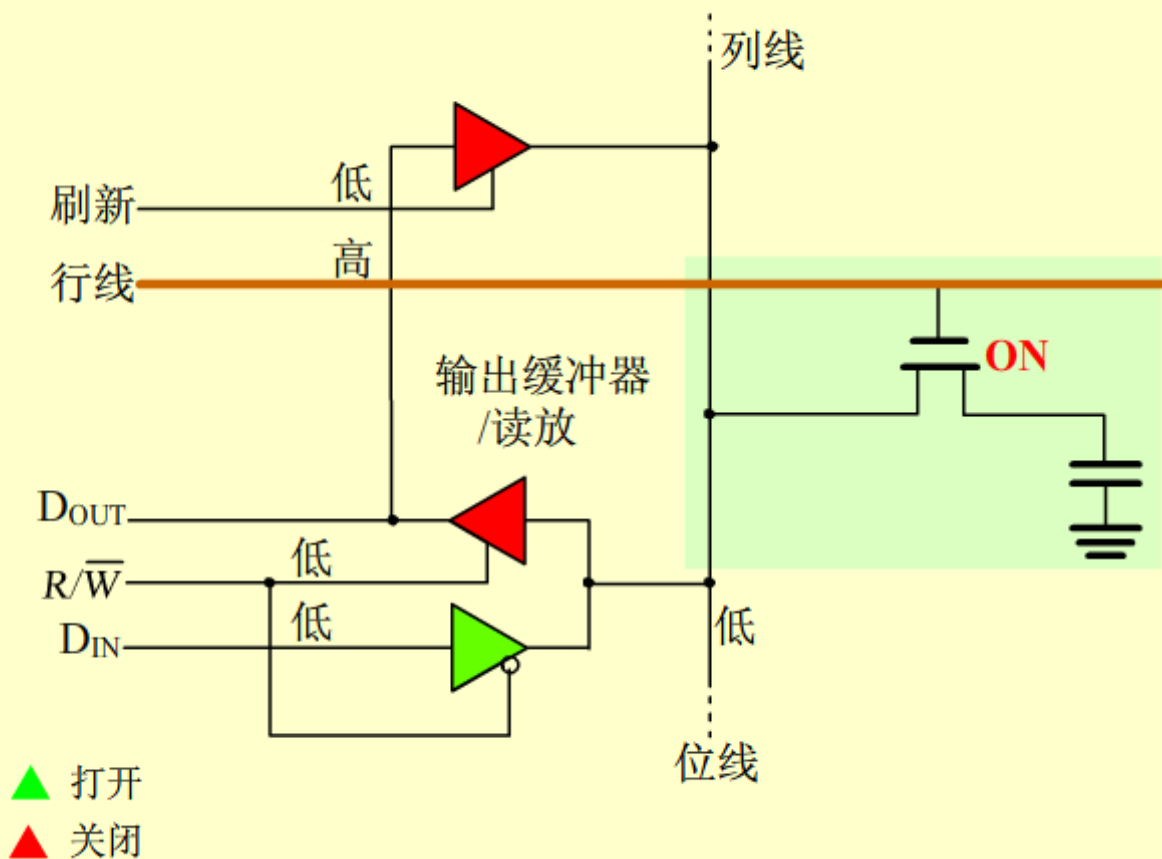 列线
低
刷新
高
行线
ON
输出缓冲器
/读放
DOUT
低
R/W̅
低
DIN
低
位线
打开
关闭